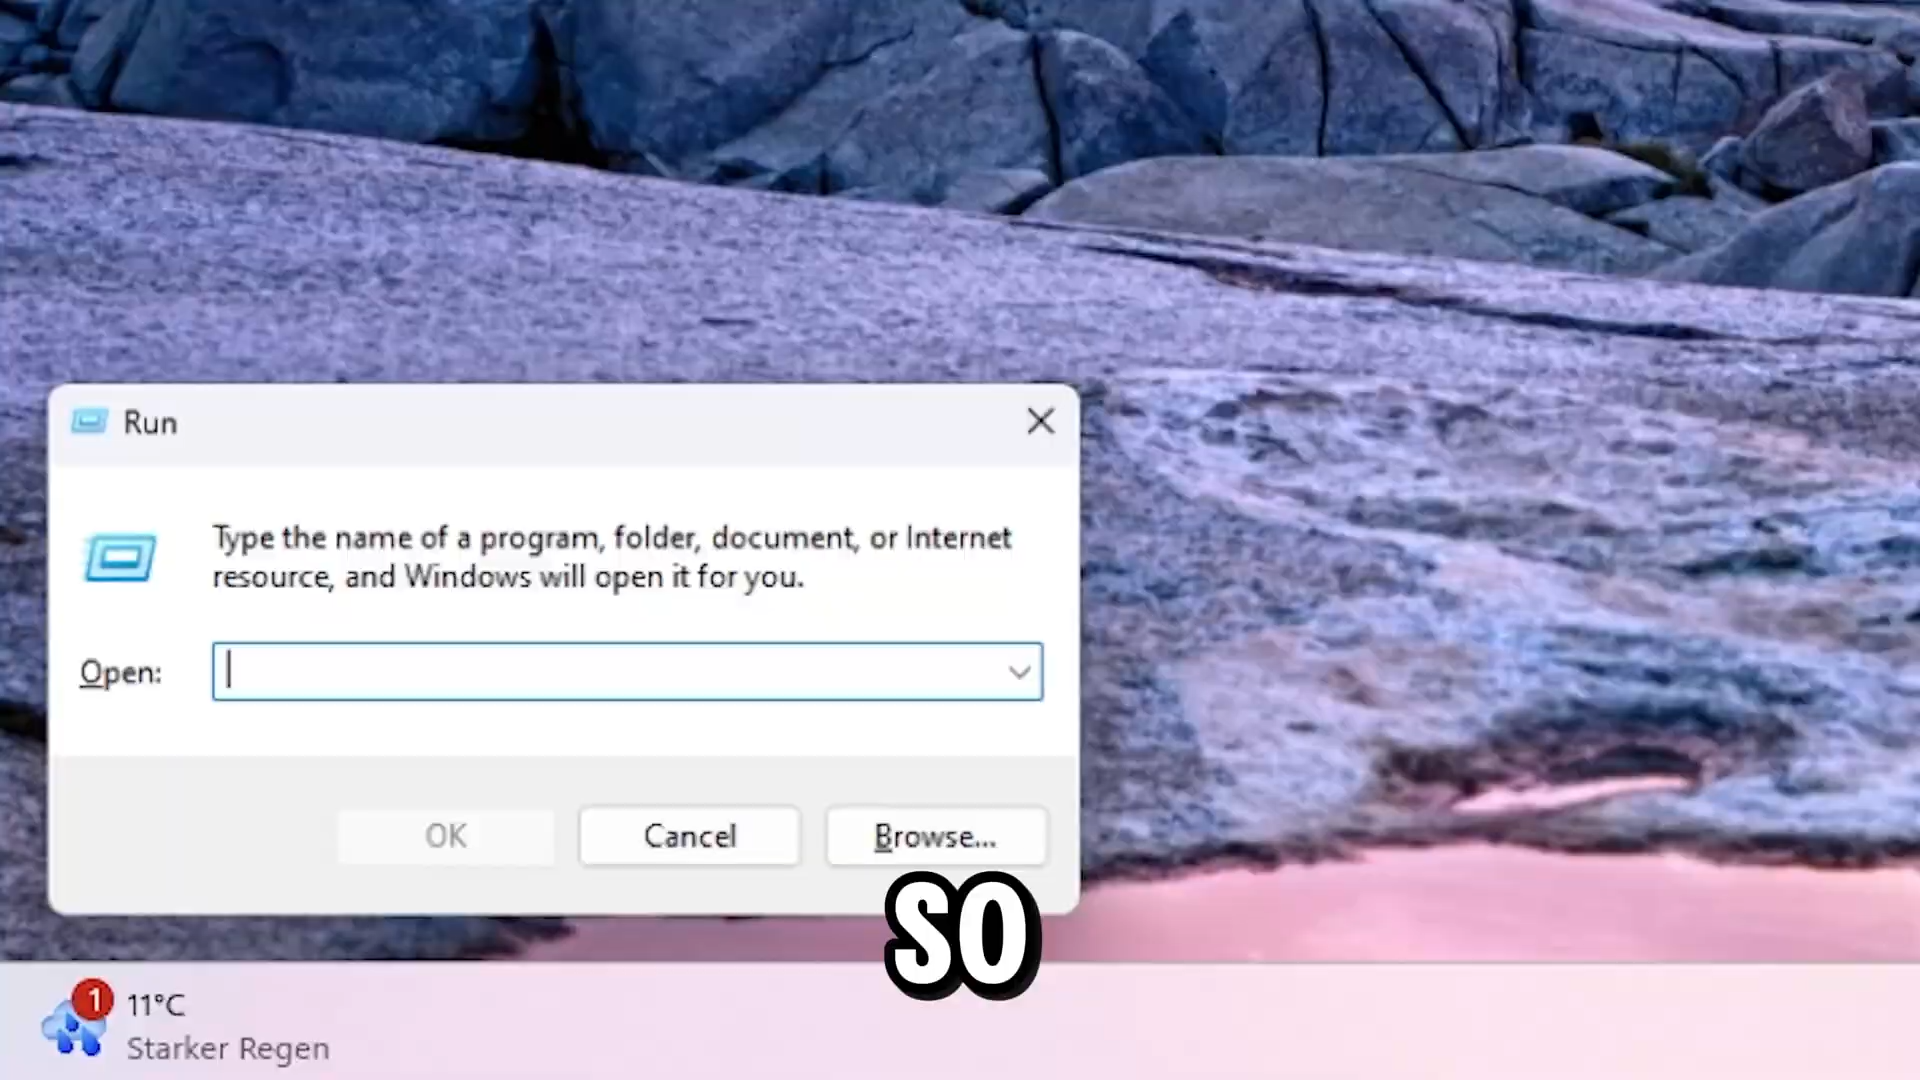 Run
Type the name of a program, folder, document, or Internet
resource, and Windows will open it for you.
Open:
OK
Cancel
Browse...
SO
1
11°C
Starker Regen